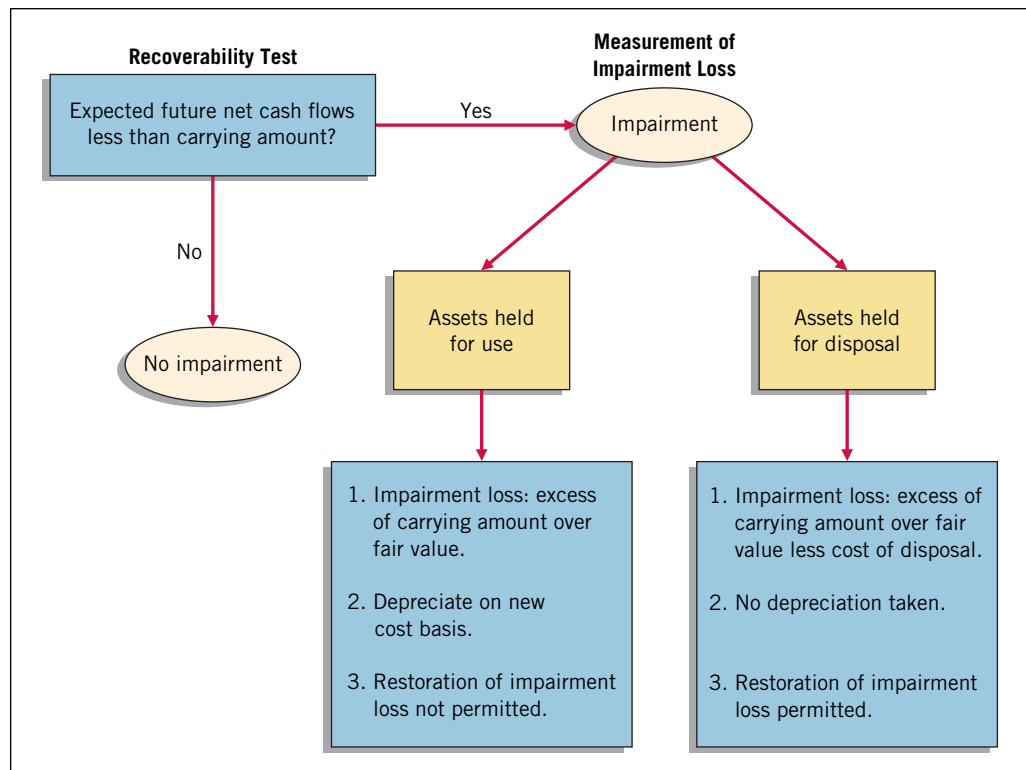 Recoverability Test
Expected future net cash flows
less than carrying amount?
Yes
Measurement of
Impairment Loss
Impairment
No
No impairment
Assets held
for use
Assets held
for disposal
1. Impairment loss: excess
of carrying amount over
fair value.
2. Depreciate on new
cost basis.
3. Restoration of impairment
loss not permitted.
1. Impairment loss: excess of
carrying amount over fair
value less cost of disposal.
2. No depreciation taken.
3. Restoration of impairment
loss permitted.